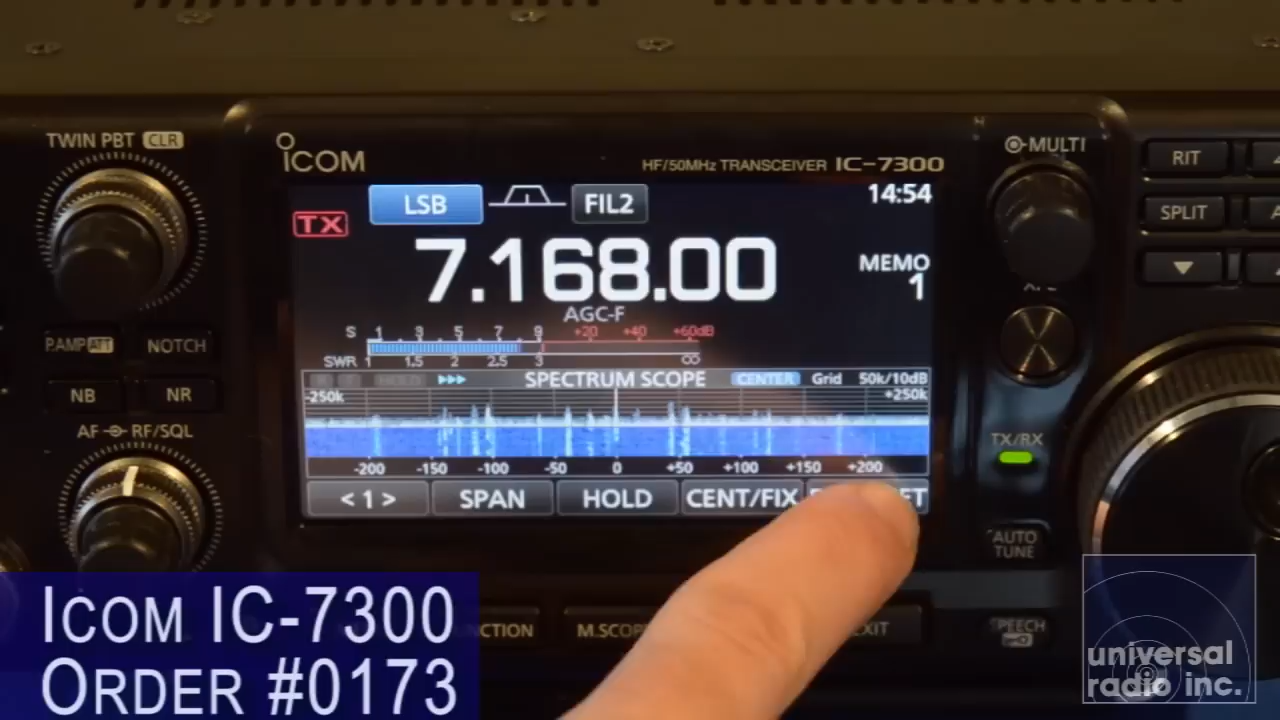 TWIN PBT CLR
ICOM
HF/50MHz TRANSCEIVER IC-7300
MULTI
RIT
LSB
FIL2
14:54
TX
SPLIT
7.168.00
MEMO
1
AGC-F
S 1 3 5 7 9 +20 +40 +60dB
SWR 1 1.5 2 2.5 3 ∞
P.AMP ATT
NOTCH
HOLD
SPECTRUM SCOPE
CENTER
Grid
50k/10dB
NB
NR
-250k
+250k
AF RF/SQL
TX/RX
-200 -150 -100 -50 0 +50 +100 +150 +200
< 1 >
SPAN
HOLD
CENT/FIX
AUTO
TUNE
M.SCOP
EXIT
SPEECH
ICOM IC-7300
ORDER #0173
universal
radio inc.